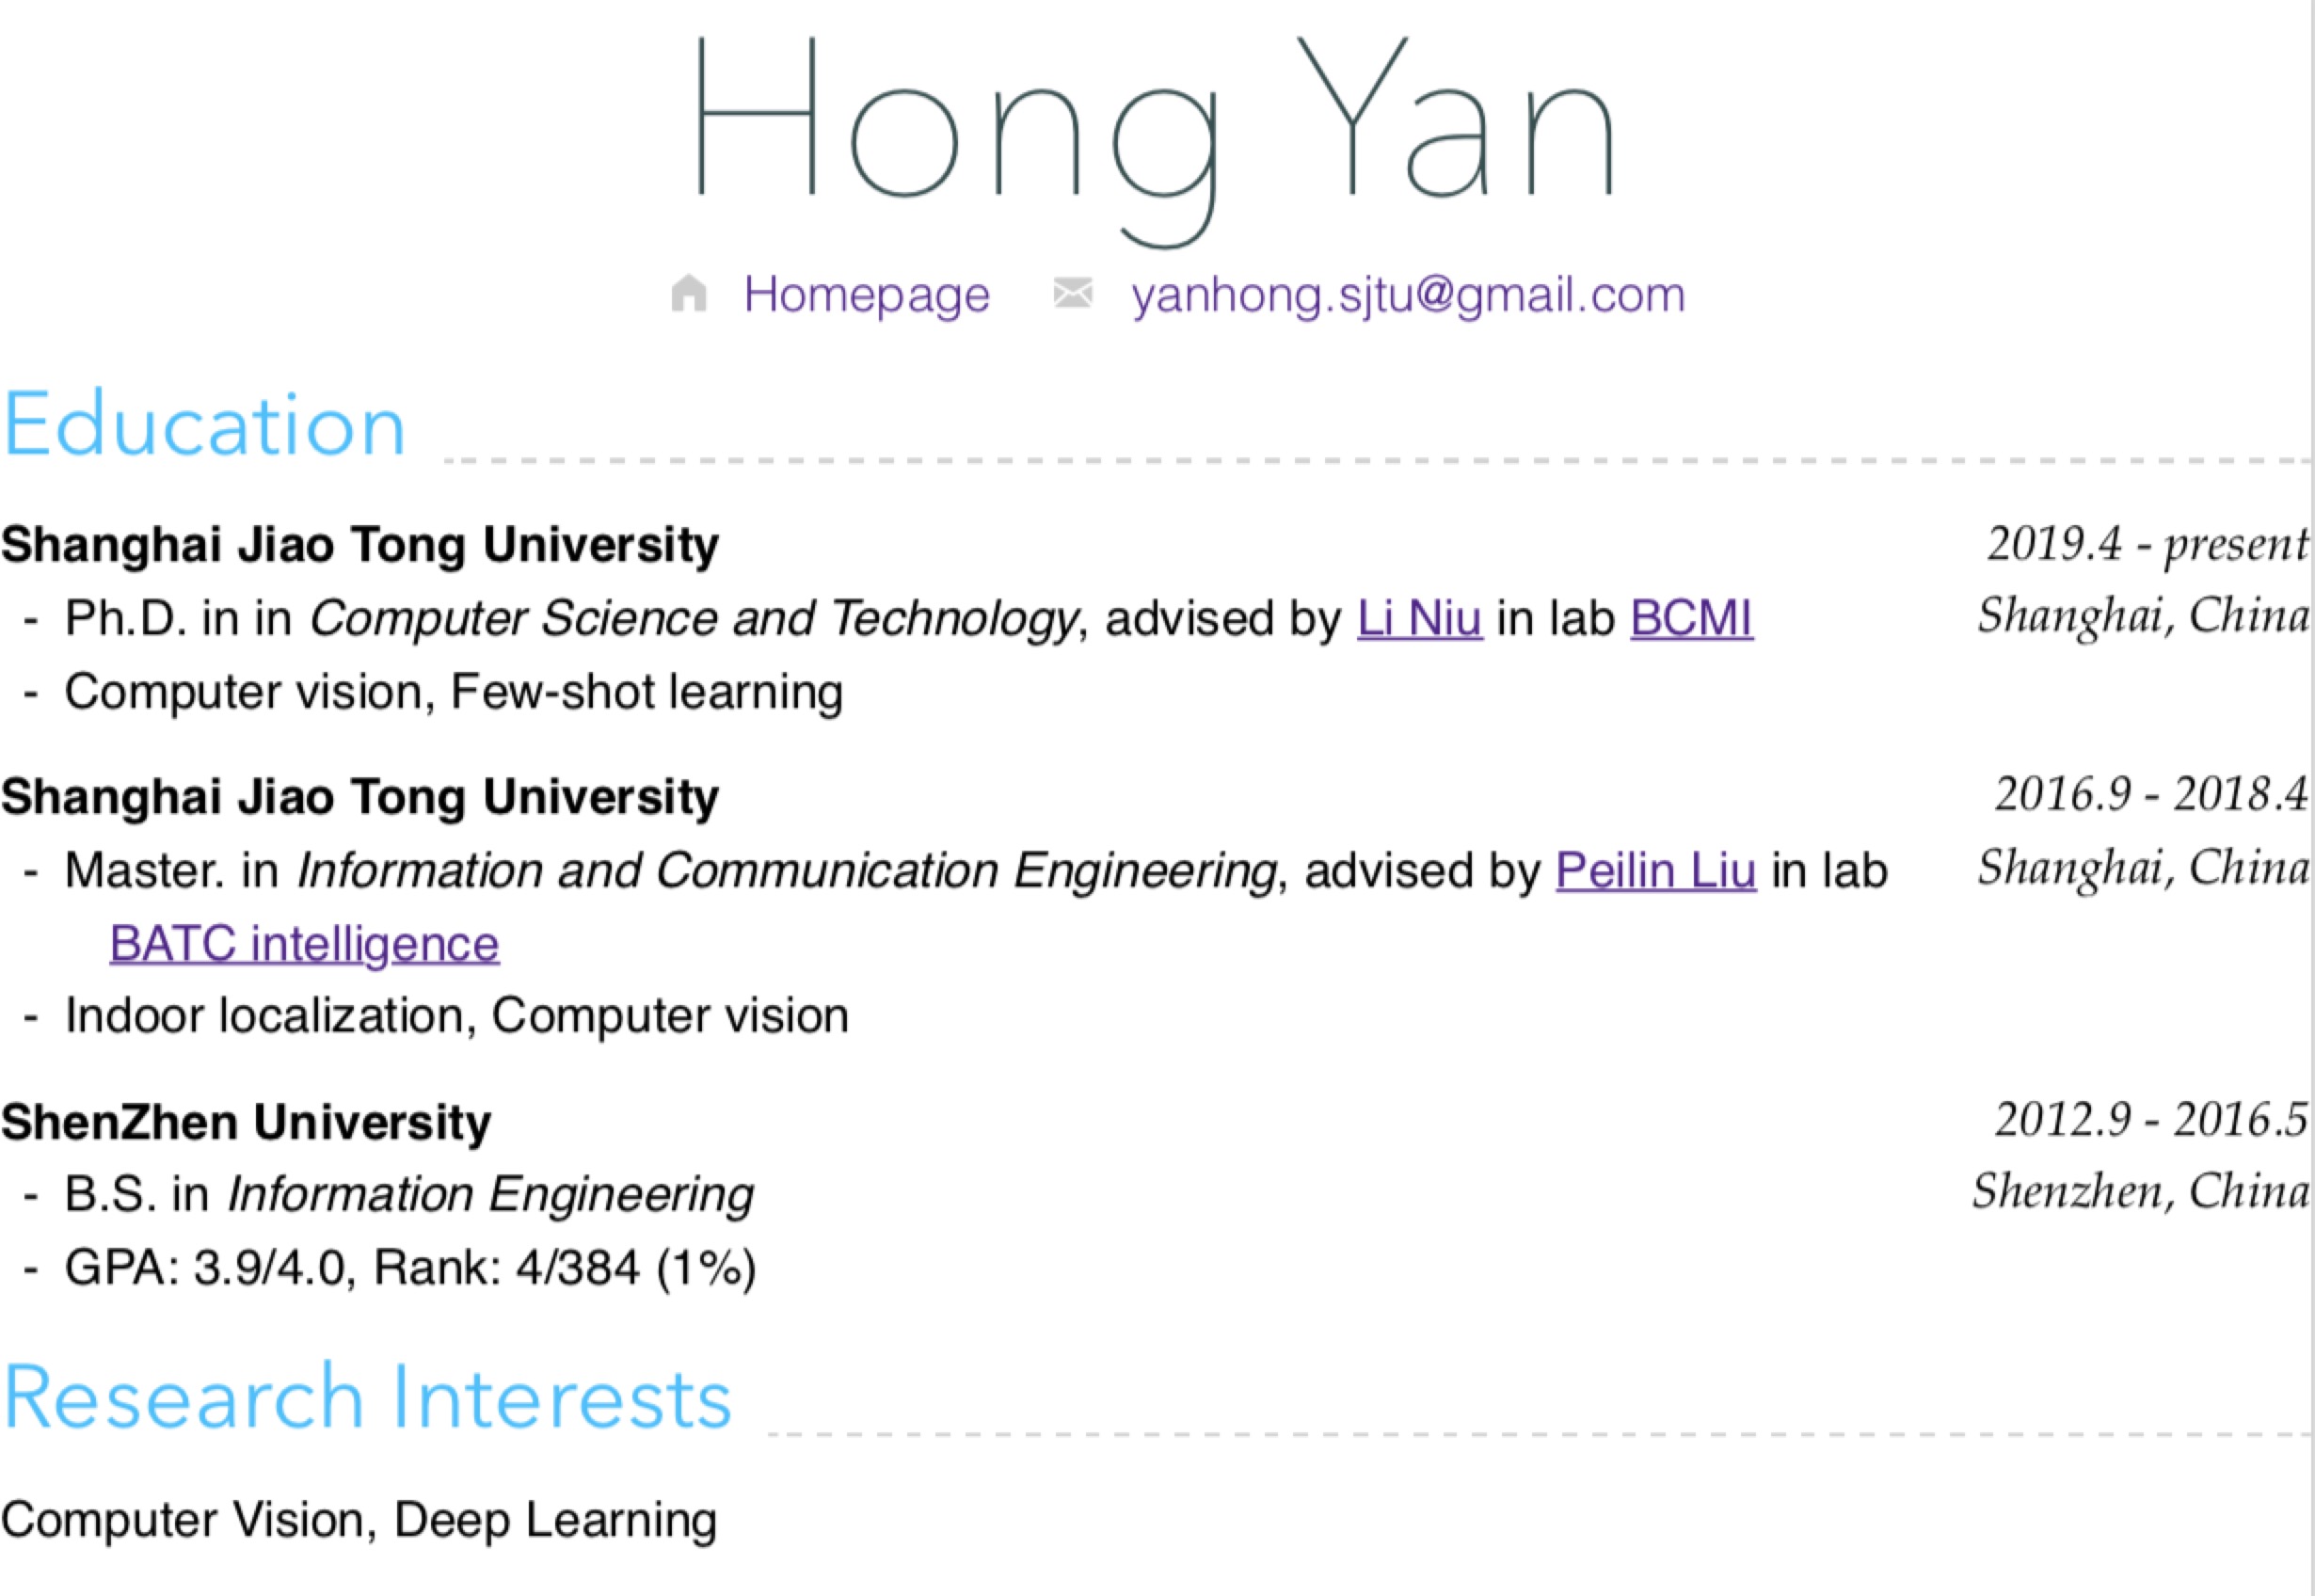 Hong Yan
Homepage yanhong.sjtu@gmail.com
Education
Shanghai Jiao Tong University 2019.4 - present
- Ph.D. in in Computer Science and Technology, advised by Li Niu in lab BCMI Shanghai, China
- Computer vision, Few-shot learning
Shanghai Jiao Tong University 2016.9 - 2018.4
- Master. in Information and Communication Engineering, advised by Peilin Liu in lab Shanghai, China
BATC intelligence
- Indoor localization, Computer vision
ShenZhen University 2012.9 - 2016.5
- B.S. in Information Engineering Shenzhen, China
- GPA: 3.9/4.0, Rank: 4/384 (1%)
Research Interests
Computer Vision, Deep Learning